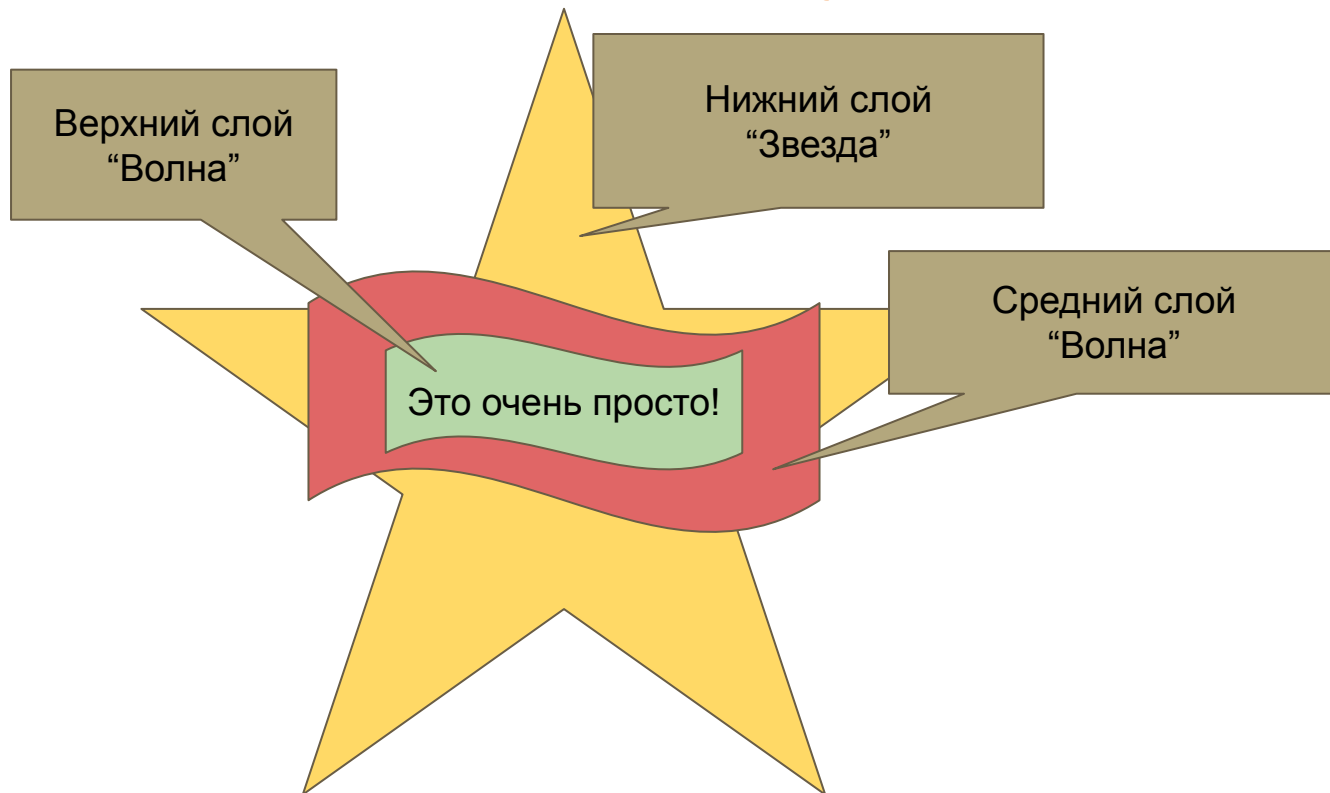 Верхний слой
“Волна”
Нижний слой
“Звезда”
Средний слой
“Волна”
Это очень просто!